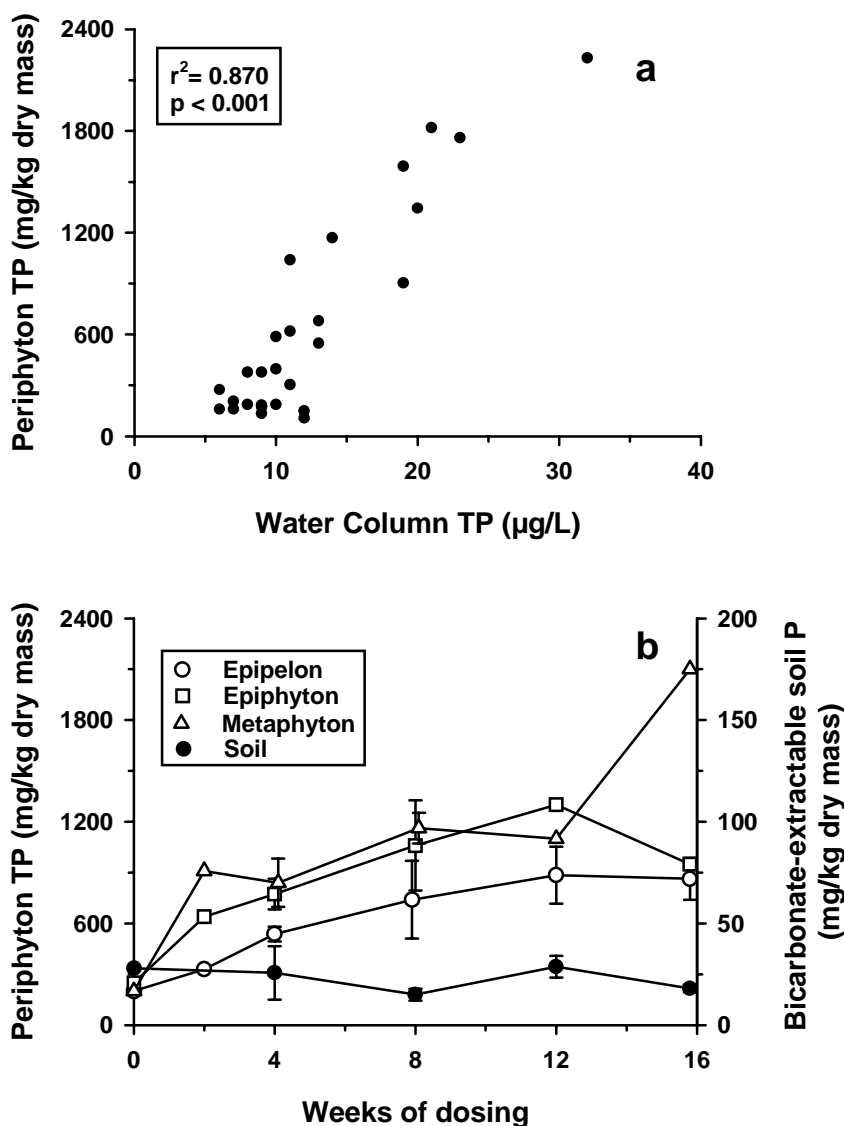 Periphyton TP (mg/kg dry mass)
2400
1800
1200
600
0
r²= 0.870
p < 0.001
a
0 10 20 30 40
Water Column TP (µg/L)
Periphyton TP (mg/kg dry mass)
2400
2000
1800
1200
600
0
Epipelon
Epiphyton
Metaphyton
Soil
b
200
150
100
50
0
Bicarbonate-extractable soil P
(mg/kg dry mass)
0 4 8 12 16
Weeks of dosing